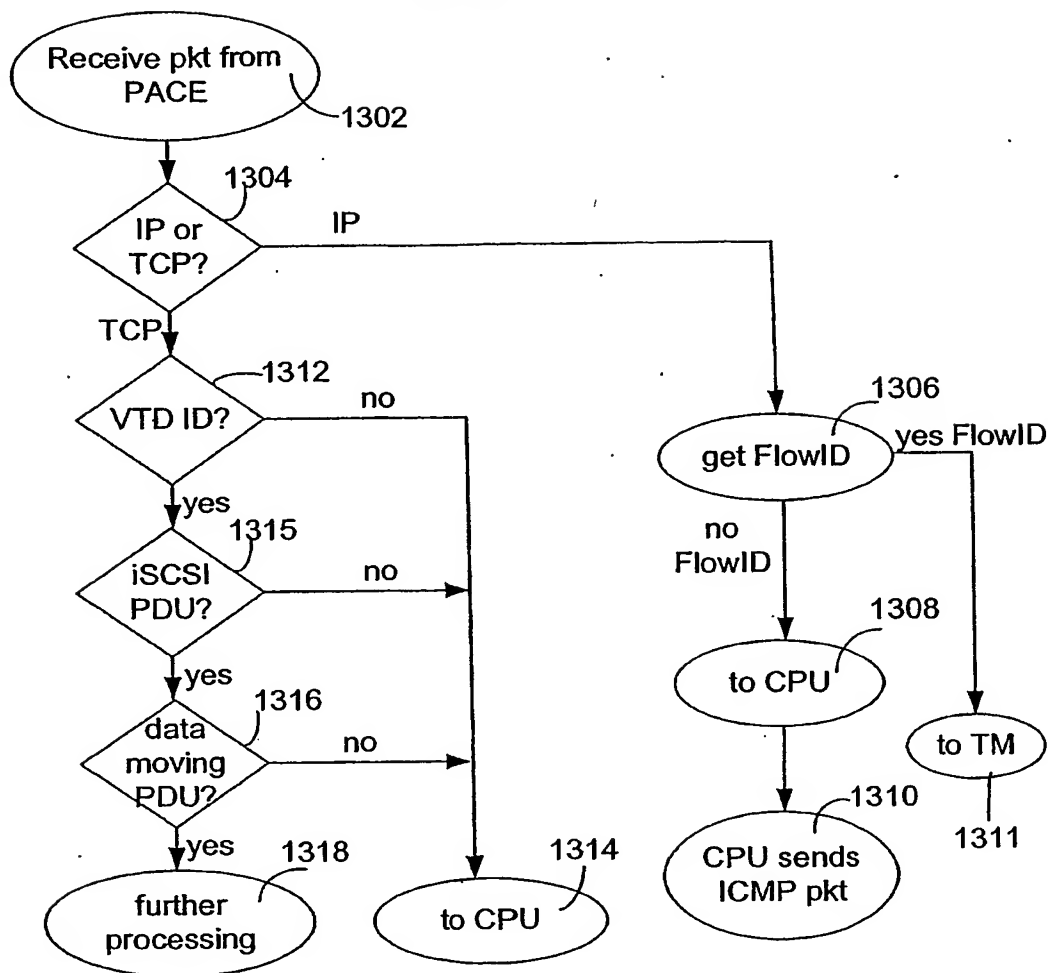 Receive pkt from
PACE
1302
1304
IP or
TCP?
IP
TCP
1312
VTD ID?
no
1306
get FlowID
yes FlowID
yes
1315
iSCSI
PDU?
no
no
FlowID
1308
to CPU
yes
1316
data
moving
PDU?
no
to TM
1311
yes
1318
further
processing
1314
to CPU
1310
CPU sends
ICMP pkt